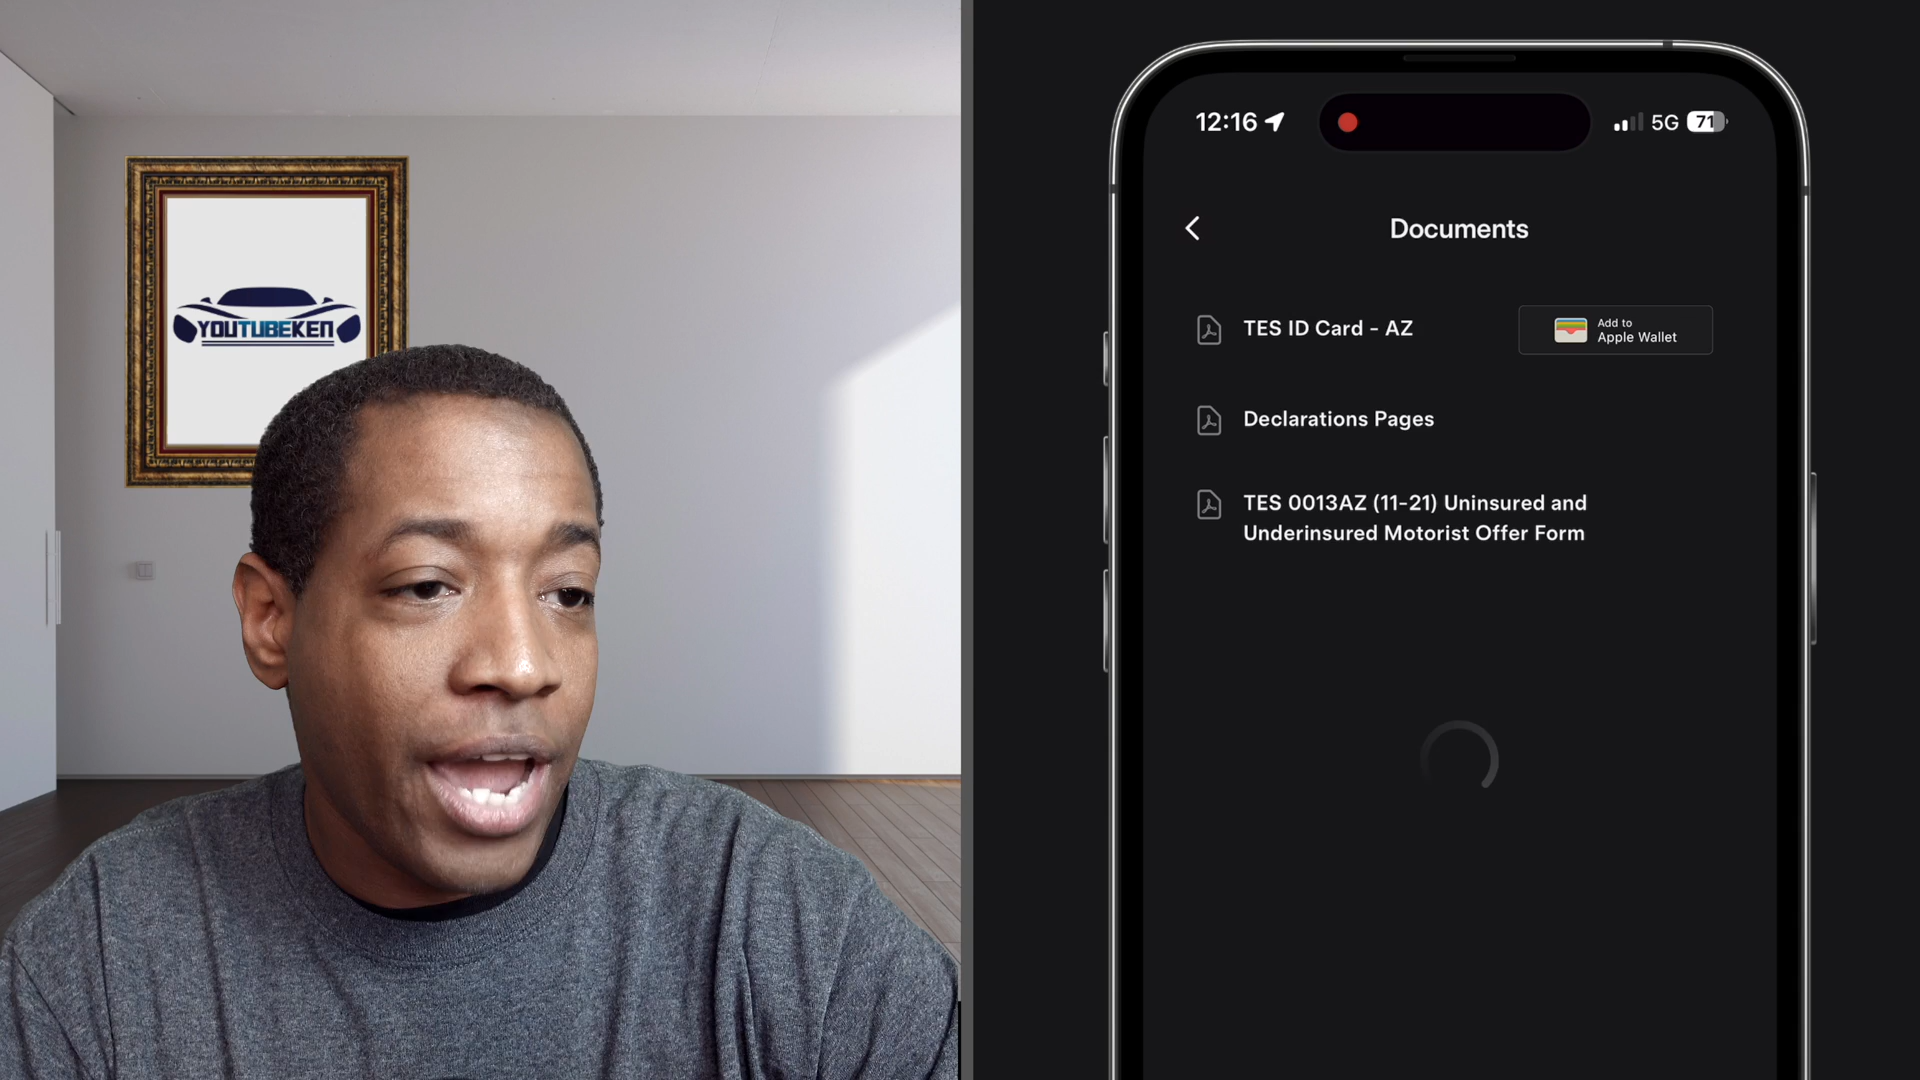 YOUTUBEKEN
12:16
5G
71
Documents
TES ID Card - AZ
Add to
Apple Wallet
Declarations Pages
TES 0013AZ (11-21) Uninsured and
Underinsured Motorist Offer Form